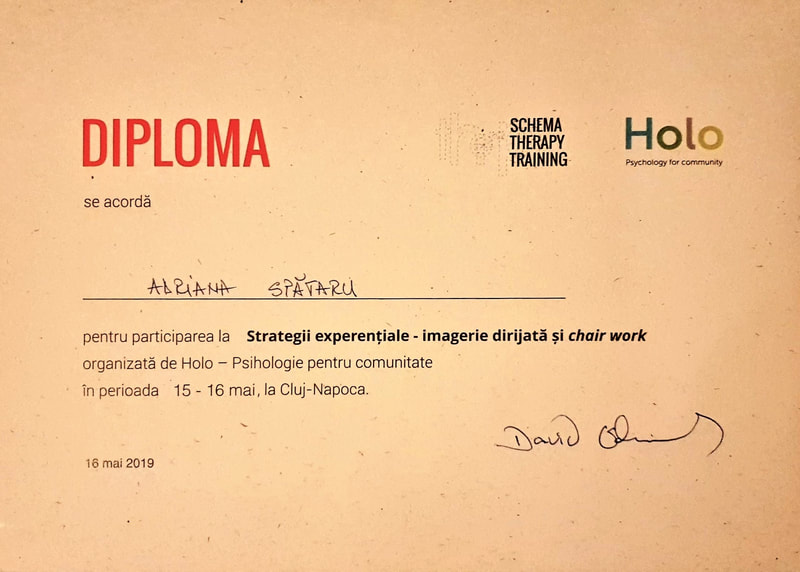 DIPLOMA
SCHEMA
THERAPY
TRAINING
Holo
Psychology for community
se acordă
ADRIANA SPĂTARU
pentru participarea la Strategii experențiale - imagerie dirijată și chair work
organizată de Holo – Psihologie pentru comunitate
în perioada 15 - 16 mai, la Cluj-Napoca.
David
16 mai 2019